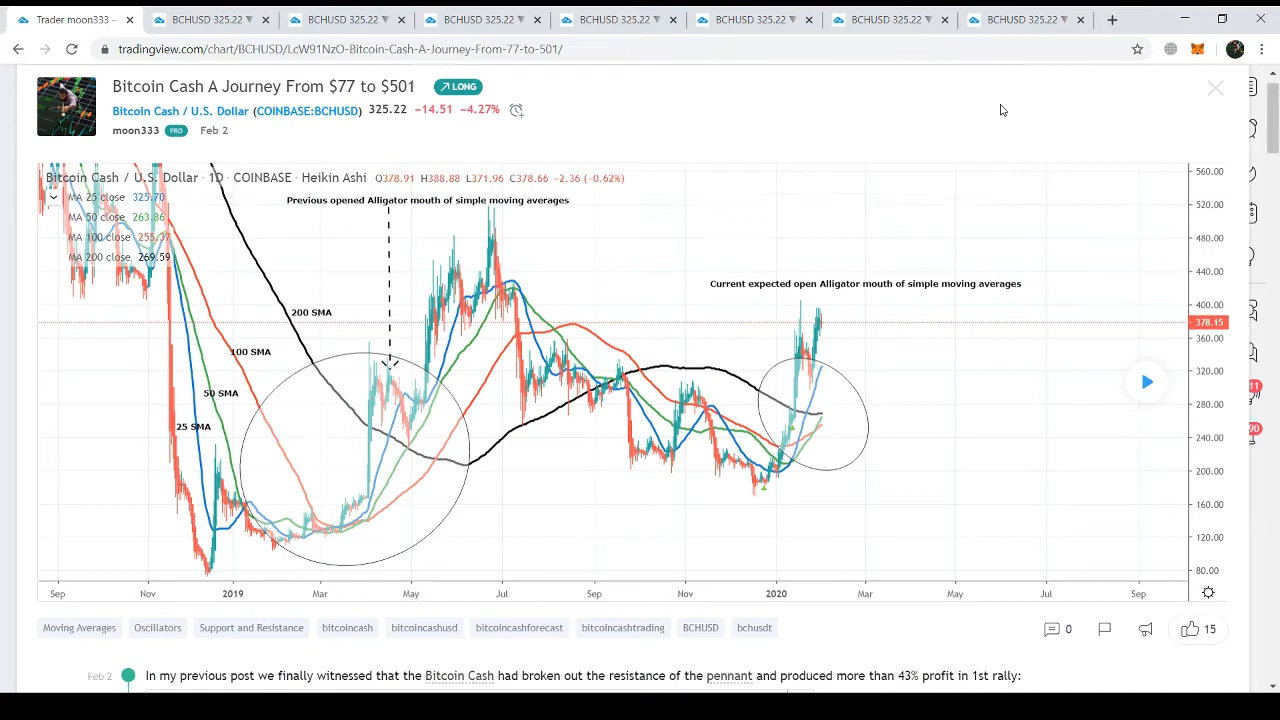 Trader moon333 —
BCHUSD 325.22 ▼
BCHUSD 325.22 ▼
BCHUSD 325.22 ▼
BCHUSD 325.22 ▼
BCHUSD 325.22 ▼
BCHUSD 325.22 ▼
BCHUSD 325.22 ▼
tradingview.com/chart/BCHUSD/LcW91NzO-Bitcoin-Cash-A-Journey-From-77-to-501/
Bitcoin Cash A Journey From $77 to $501 LONG
Bitcoin Cash / U.S. Dollar (COINBASE:BCHUSD) 325.22 −14.51 −4.27%
moon333 PRO Feb 2
Bitcoin Cash / U.S. Dollar · 1D · COINBASE · Heikin Ashi O378.91 H388.88 L371.96 C378.66 −2.36 (−0.62%)
MA 25 close 325.70
MA 50 close 263.86
MA 100 close 255.37
MA 200 close 269.59
Previous opened Alligator mouth of simple moving averages
Current expected open Alligator mouth of simple moving averages
200 SMA
100 SMA
50 SMA
25 SMA
560.00
520.00
480.00
440.00
400.00
378.15
360.00
320.00
280.00
240.00
200.00
160.00
120.00
80.00
11
90
Sep Nov 2019 Mar May Jul Sep Nov 2020 Mar May Jul Sep
Moving Averages Oscillators Support and Resistance bitcoincash bitcoincashusd bitcoincashforecast bitcoincashtrading BCHUSD bchusdt 0 15
Feb 2 In my previous post we finally witnessed that the Bitcoin Cash had broken out the resistance of the pennant and produced more than 43% profit in 1st rally: